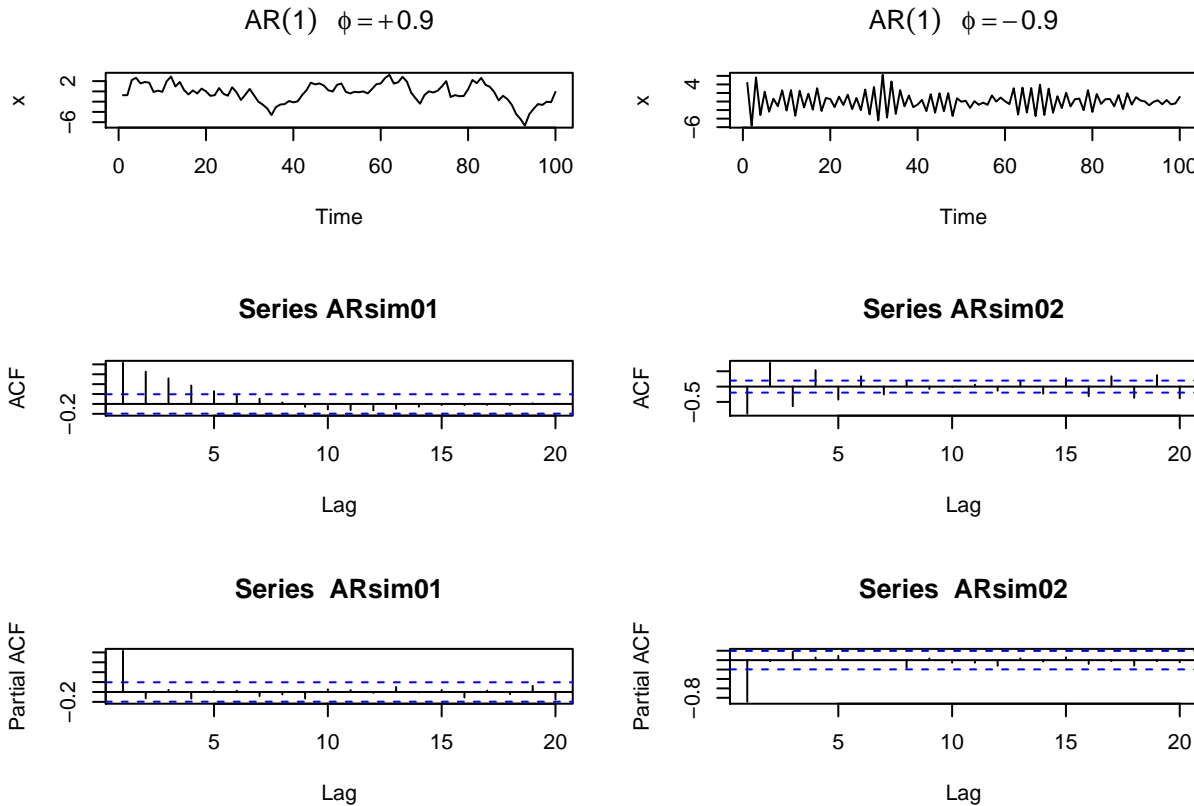 AR(1) ϕ = +0.9
x
2
−6
0 20 40 60 80 100
Time
AR(1) ϕ = −0.9
x
4
−6
0 20 40 60 80 100
Time
Series ARsim01
ACF
−0.2
5 10 15 20
Lag
Series ARsim02
ACF
−0.5
5 10 15 20
Lag
Series ARsim01
Partial ACF
−0.2
5 10 15 20
Lag
Series ARsim02
Partial ACF
−0.8
5 10 15 20
Lag